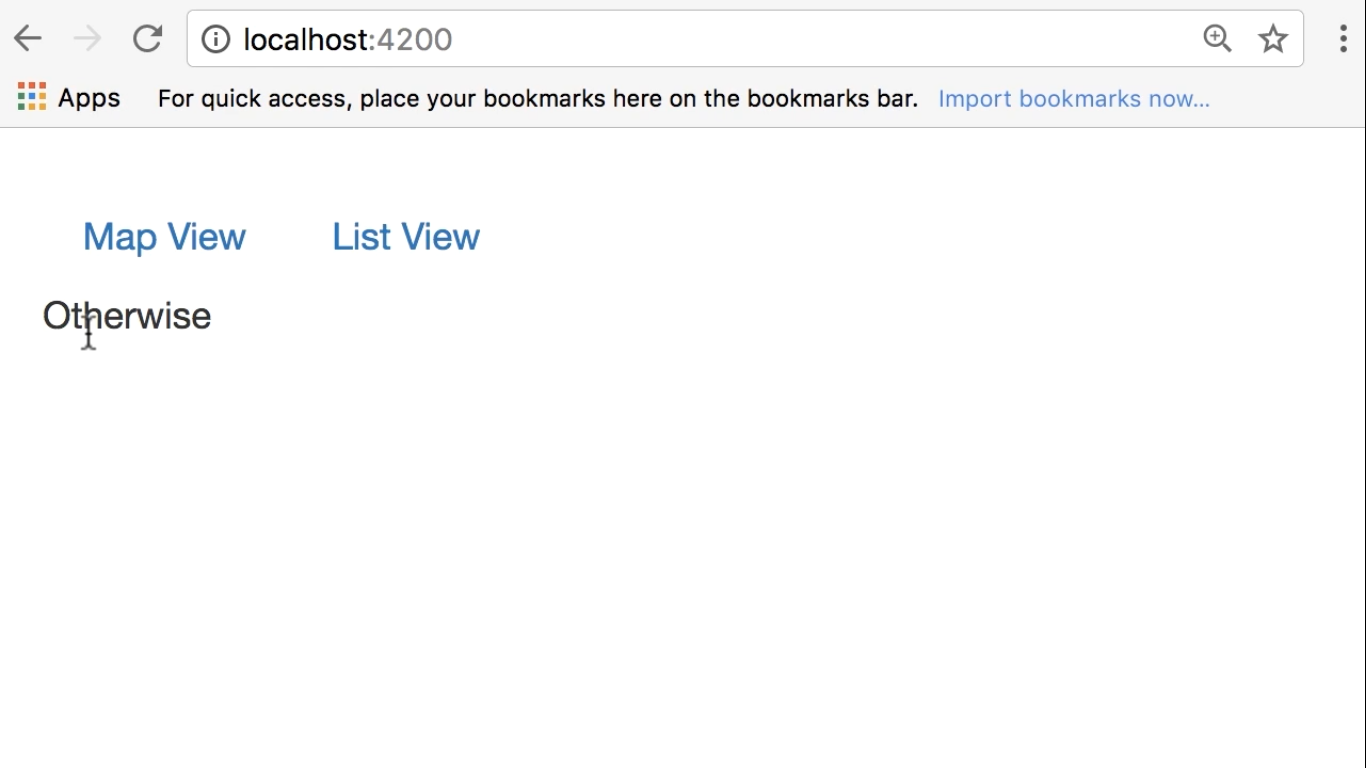 localhost:4200
Apps For quick access, place your bookmarks here on the bookmarks bar. Import bookmarks now...
Map View List View
Otherwise